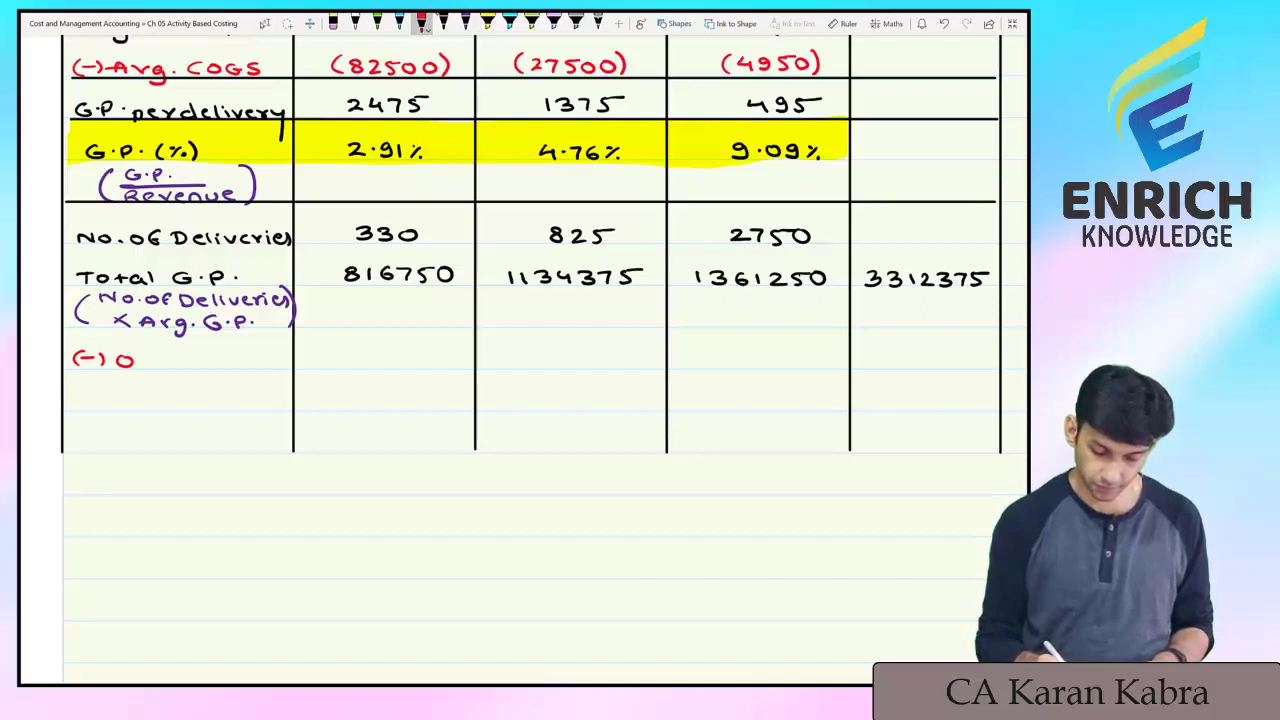 Cost and Management Accounting » Ch 05 Activity Based Costing
Shapes Ink to Shape Ink to Text Ruler Maths
(-) Avg. COGS (82500) (27500) (4950)
G.P. per delivery 2475 1375 495
G.P. (%) 2.91% 4.76% 9.09%
(G.P.
Revenue)
No. of Deliveries 330 825 2750
Total G.P. 816750 1134375 1361250 3312375
(No. of Deliveries
× Avg. G.P.)
(-) O
ENRICH
KNOWLEDGE
CA Karan Kabra